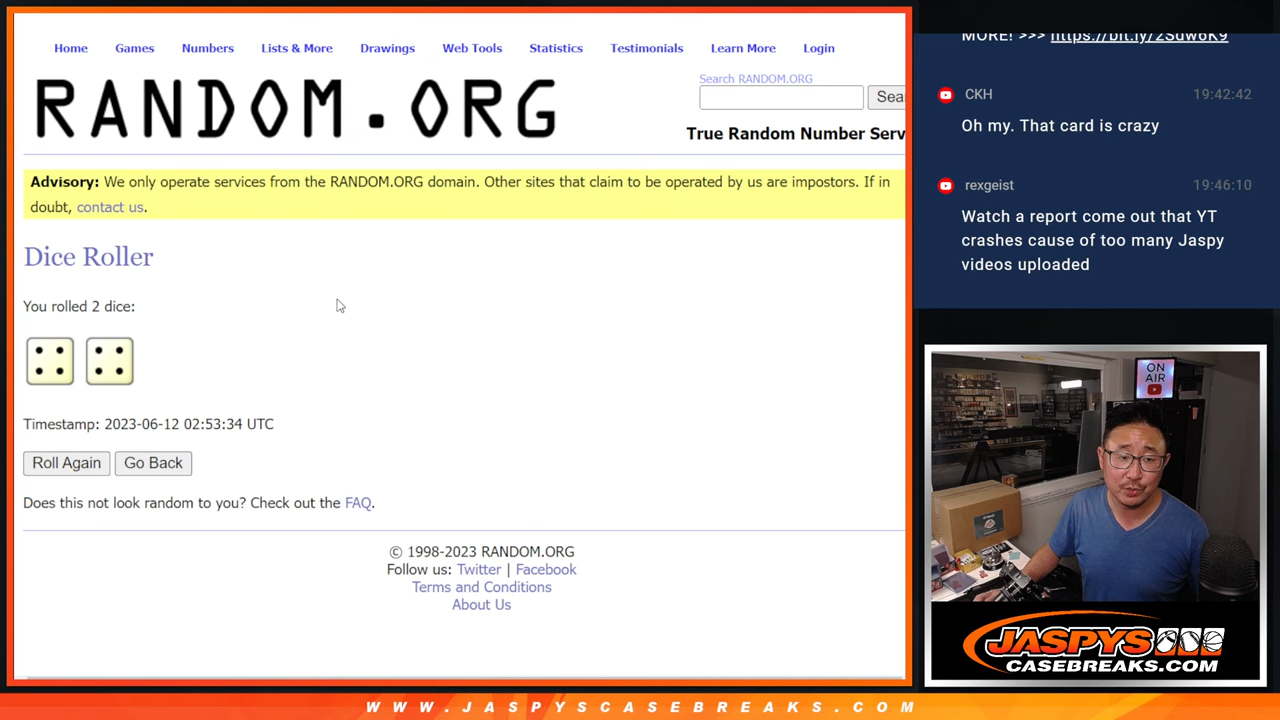 Home Games Numbers Lists & More Drawings Web Tools Statistics Testimonials Learn More Login
RANDOM.ORG
Search RANDOM.ORG
Sear
True Random Number Serv
Advisory: We only operate services from the RANDOM.ORG domain. Other sites that claim to be operated by us are impostors. If in
doubt, contact us.
Dice Roller
You rolled 2 dice:
Timestamp: 2023-06-12 02:53:34 UTC
Roll Again Go Back
Does this not look random to you? Check out the FAQ.
© 1998-2023 RANDOM.ORG
Follow us: Twitter | Facebook
Terms and Conditions
About Us
MORE! >>> https://bit.ly/2Sdw6K9
CKH 19:42:42
Oh my. That card is crazy
rexgeist 19:46:10
Watch a report come out that YT
crashes cause of too many Jaspy
videos uploaded
ON
AIR
JASPYS
CASEBREAKS.COM
WWW.JASPYSCASEBREAKS.COM